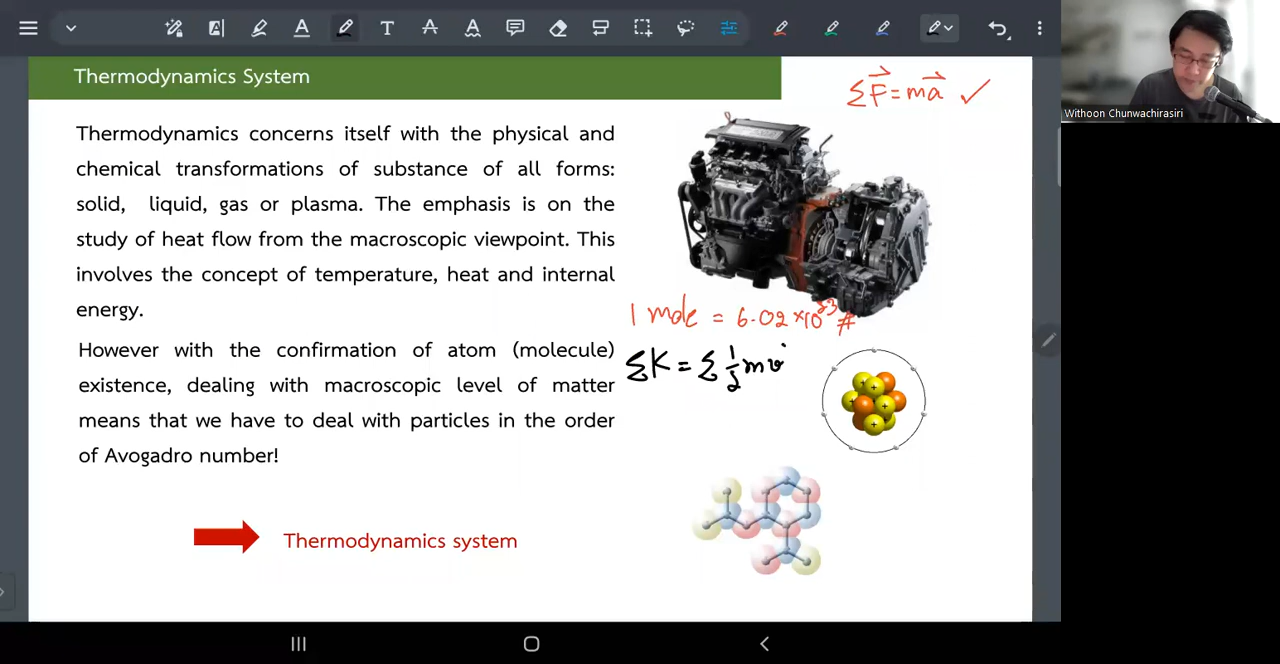 Thermodynamics System
ΣF⃗ = ma⃗ ✓
Withoon Chunwachirasiri
Thermodynamics concerns itself with the physical and
chemical transformations of substance of all forms:
solid, liquid, gas or plasma. The emphasis is on the
study of heat flow from the macroscopic viewpoint. This
involves the concept of temperature, heat and internal
energy.
1 mole = 6.02 × 10²³ #
ΣK = Σ ½ mv
However with the confirmation of atom (molecule)
existence, dealing with macroscopic level of matter
means that we have to deal with particles in the order
of Avogadro number!
Thermodynamics system